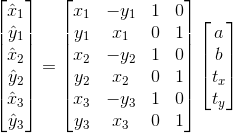 x̂₁ x₁ −y₁ 1 0
ŷ₁ y₁ x₁ 0 1 a
x̂₂ x₂ −y₂ 1 0 b
ŷ₂ = y₂ x₂ 0 1 tₓ
x̂₃ x₃ −y₃ 1 0 t_y
ŷ₃ y₃ x₃ 0 1